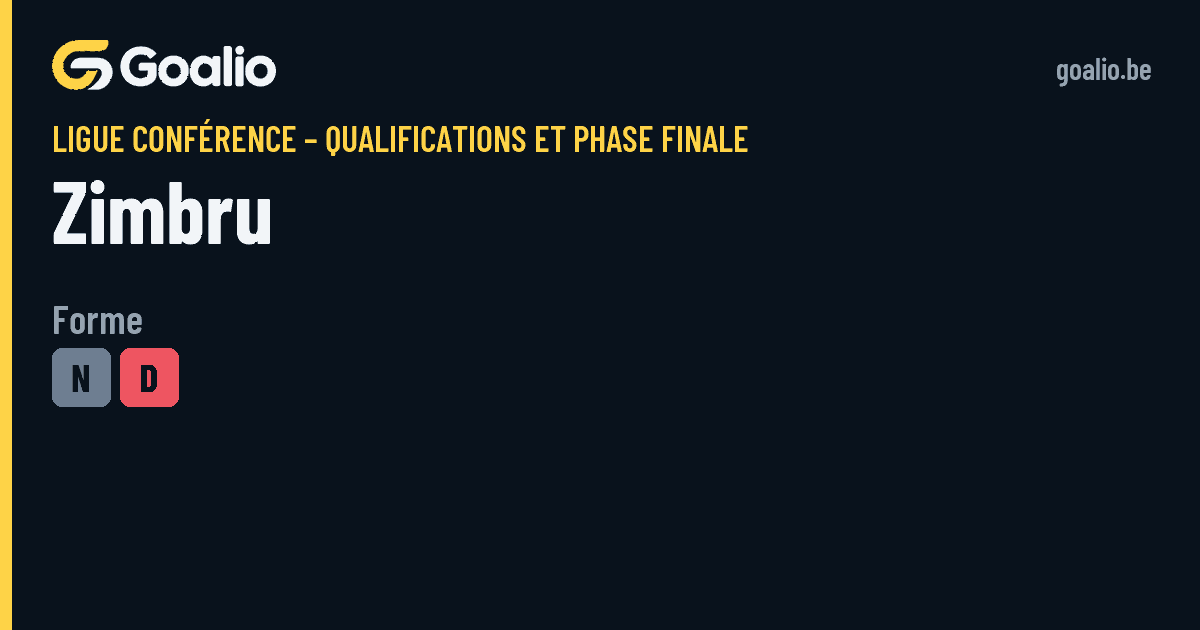 Goalio
goalio.be
LIGUE CONFÉRENCE – QUALIFICATIONS ET PHASE FINALE
Zimbru
Forme
N D